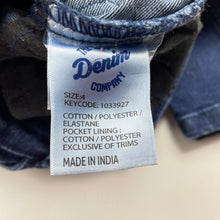 The
Denim
COMPANY
SIZE:4
KEYCODE: 1033927
COTTON / POLYESTER /
ELASTANE
POCKET LINING :
COTTON / POLYESTER
EXCLUSIVE OF TRIMS
MADE IN INDIA